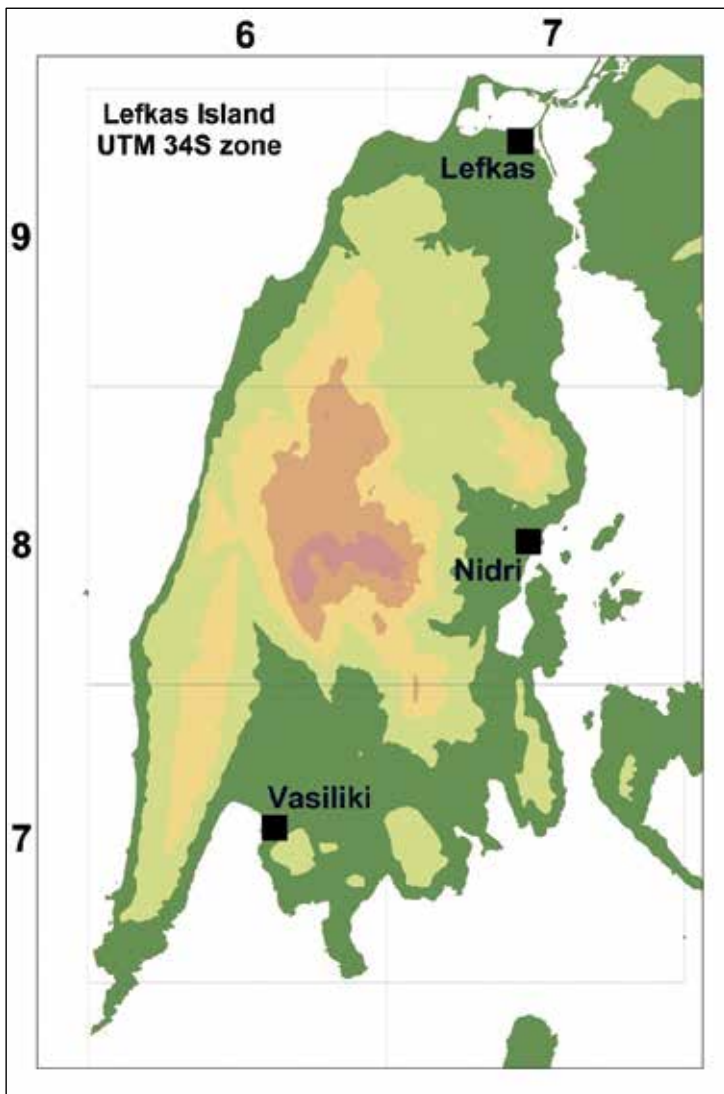 6 7
Lefkas Island
UTM 34S zone
Lefkas
9
8
Nidri
Vasiliki
7